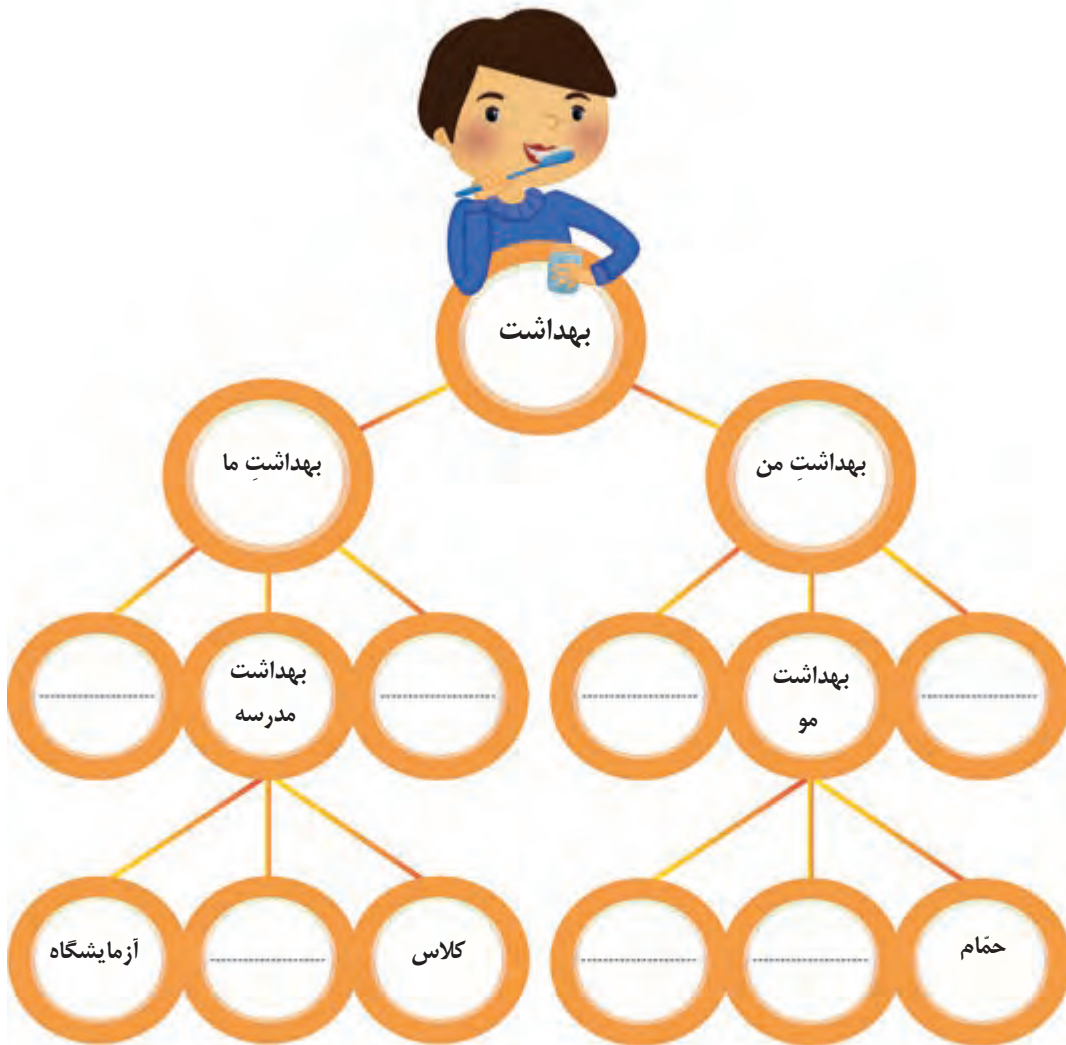 بهداشت
بهداشتِ من
بهداشتِ ما
بهداشت
مو
بهداشت
مدرسه
حمّام
کلاس
آزمایشگاه